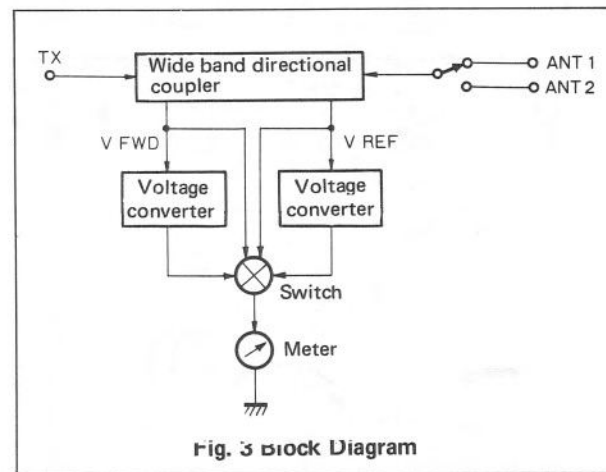 TX
Wide band directional
coupler
ANT 1
ANT 2
V FWD
V REF
Voltage
converter
Voltage
converter
Switch
Meter
Fig. 3 Block Diagram